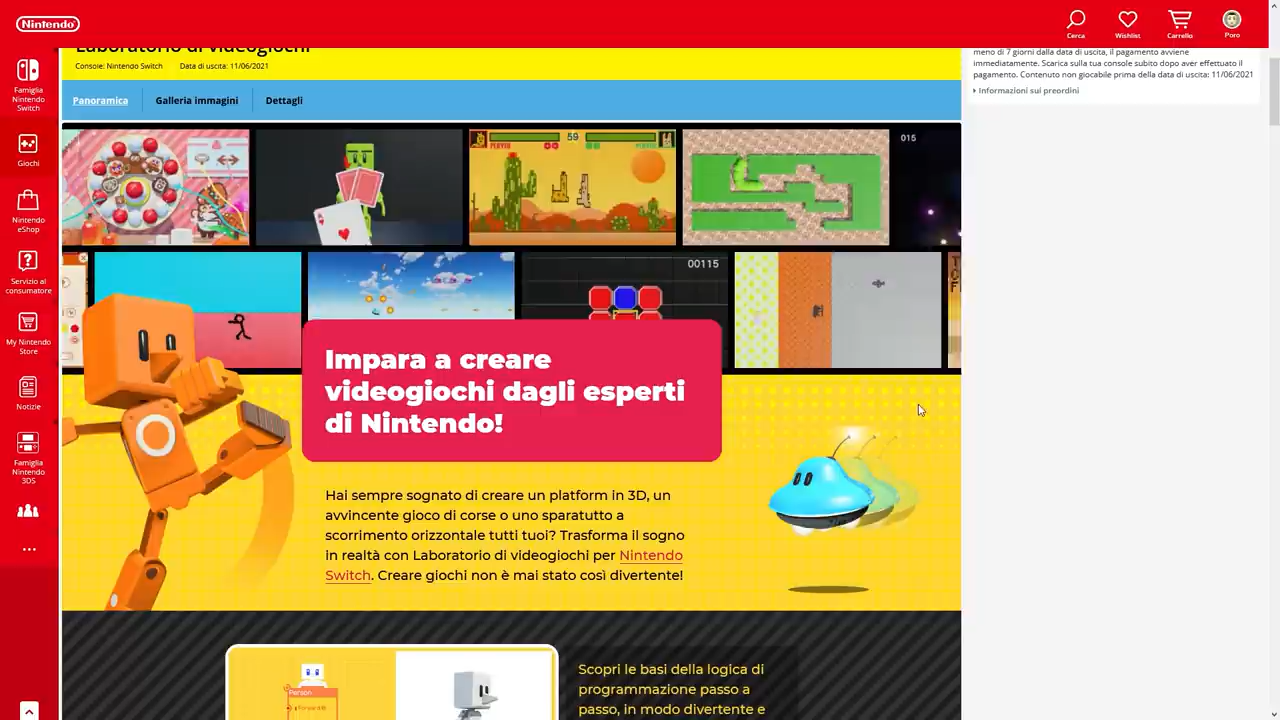 Nintendo
Cerca
Wishlist
Carrello
Poro
Famiglia
Nintendo
Switch
Giochi
Nintendo
eShop
Servizio al
consumatore
My Nintendo
Store
Notizie
Famiglia
Nintendo
3DS
...
Laboratorio di videogiochi
Console: Nintendo Switch Data di uscita: 11/06/2021
meno di 7 giorni dalla data di uscita, il pagamento avviene
immediatamente. Scarica sulla tua console subito dopo aver effettuato il
pagamento. Contenuto non giocabile prima della data di uscita: 11/06/2021
Informazioni sui preordini
Panoramica Galleria immagini Dettagli
59
015
00115
Impara a creare
videogiochi dagli esperti
di Nintendo!
Hai sempre sognato di creare un platform in 3D, un
avvincente gioco di corse o uno sparatutto a
scorrimento orizzontale tutti tuoi? Trasforma il sogno
in realtà con Laboratorio di videogiochi per Nintendo
Switch. Creare giochi non è mai stato così divertente!
Person
Scopri le basi della logica di
programmazione passo a
passo, in modo divertente e